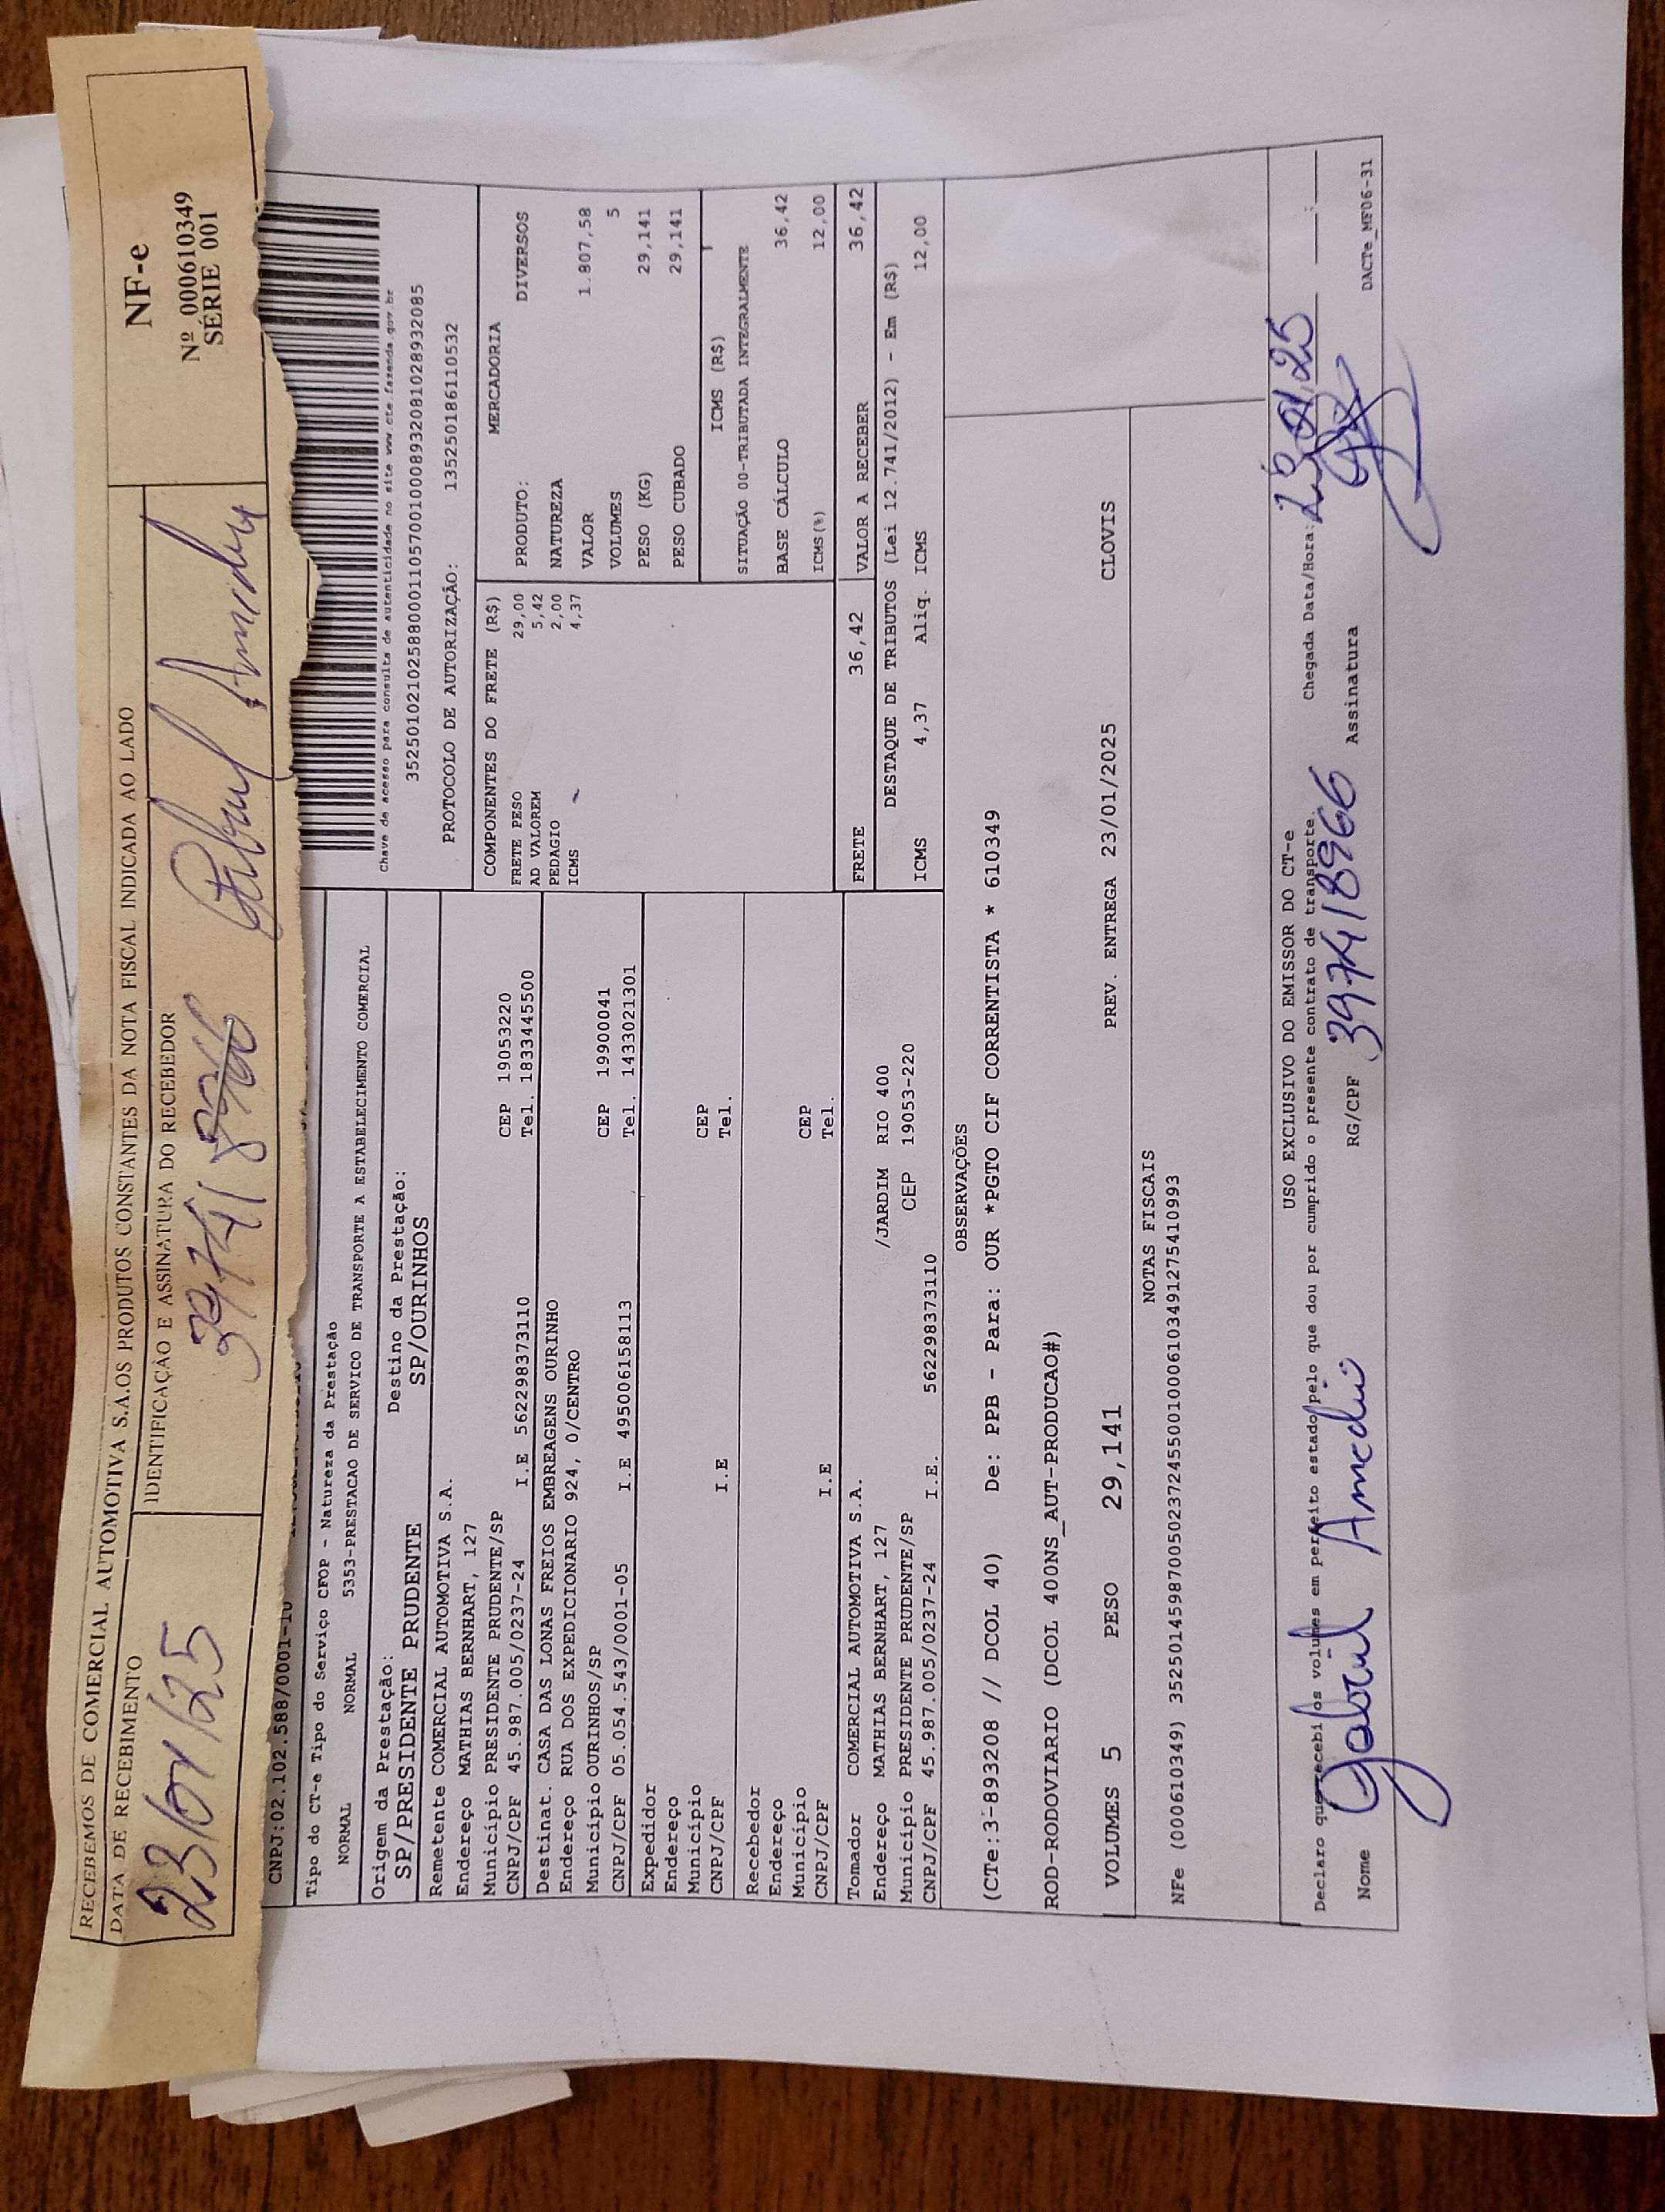 RECEBEMOS DE COMERCIAL AUTOMOTIVA S.A.OS PRODUTOS CONSTANTES DA NOTA FISCAL INDICADA AO LADO
DATA DE RECEBIMENTO
23/01/25
IDENTIFICAÇÃO E ASSINATURA DO RECEBEDOR
39741 8966 Gabriel Amedeu
NF-e
Nº 000610349
SÉRIE 001
CNPJ:02.102.588/0001-10
Tipo do CT-e Tipo do Serviço CFOP - Natureza da Prestação
NORMAL NORMAL 5353-PRESTACAO DE SERVICO DE TRANSPORTE A ESTABELECIMENTO COMERCIAL
Origem da Prestação: Destino da Prestação:
SP/PRESIDENTE PRUDENTE SP/OURINHOS
Remetente COMERCIAL AUTOMOTIVA S.A.
Endereço MATHIAS BERNHART, 127
Município PRESIDENTE PRUDENTE/SP CEP 19053220
CNPJ/CPF 45.987.005/0237-24 I.E 562298373110 Tel. 1833445500
Destinat. CASA DAS LONAS FREIOS EMBREAGENS OURINHO
Endereço RUA DOS EXPEDICIONARIO 924, 0/CENTRO
Município OURINHOS/SP CEP 19900041
CNPJ/CPF 05.054.543/0001-05 I.E 495006158113 Tel. 1433021301
Expedidor
Endereço
Município CEP
CNPJ/CPF I.E Tel.
Recebedor
Endereço
Município CEP
CNPJ/CPF I.E Tel.
Tomador COMERCIAL AUTOMOTIVA S.A.
Endereço MATHIAS BERNHART, 127 /JARDIM RIO 400
Município PRESIDENTE PRUDENTE/SP CEP 19053-220
CNPJ/CPF 45.987.005/0237-24 I.E. 562298373110
Chave de acesso para consulta de autenticidade no site www.cte.fazenda.gov.br
35250102102588000110570010008932081028932085
PROTOCOLO DE AUTORIZAÇÃO: 135250186110532
COMPONENTES DO FRETE (R$)
FRETE PESO 29,00
AD VALOREM 5,42
PEDAGIO 2,00
ICMS 4,37
MERCADORIA
PRODUTO: DIVERSOS
NATUREZA
VALOR 1.807,58
VOLUMES 5
PESO (KG) 29,141
PESO CUBADO 29,141
ICMS (R$)
SITUAÇÃO 00-TRIBUTADA INTEGRALMENTE
BASE CÁLCULO 36,42
ICMS(%) 12,00
FRETE 36,42 VALOR A RECEBER 36,42
DESTAQUE DE TRIBUTOS (Lei 12.741/2012) - Em (R$)
ICMS 4,37 Aliq. ICMS 12,00
OBSERVAÇÕES
(CTe:3-893208 // DCOL 40) De: PPB - Para: OUR *PGTO CIF CORRENTISTA * 610349
ROD-RODOVIARIO (DCOL 400NS_AUT-PRODUCAO#)
VOLUMES 5 PESO 29,141 PREV. ENTREGA 23/01/2025 CLOVIS
NOTAS FISCAIS
NFe (000610349) 35250145987005023724550010006103491275410993
USO EXCLUSIVO DO EMISSOR DO CT-e
Declaro que recebi os volumes em perfeito estado pelo que dou por cumprido o presente contrato de transporte. Chegada Data/Hora: 23,01,25 :
Nome Gabriel Amedeu RG/CPF 397418966 Assinatura
DACTe_MF06-31